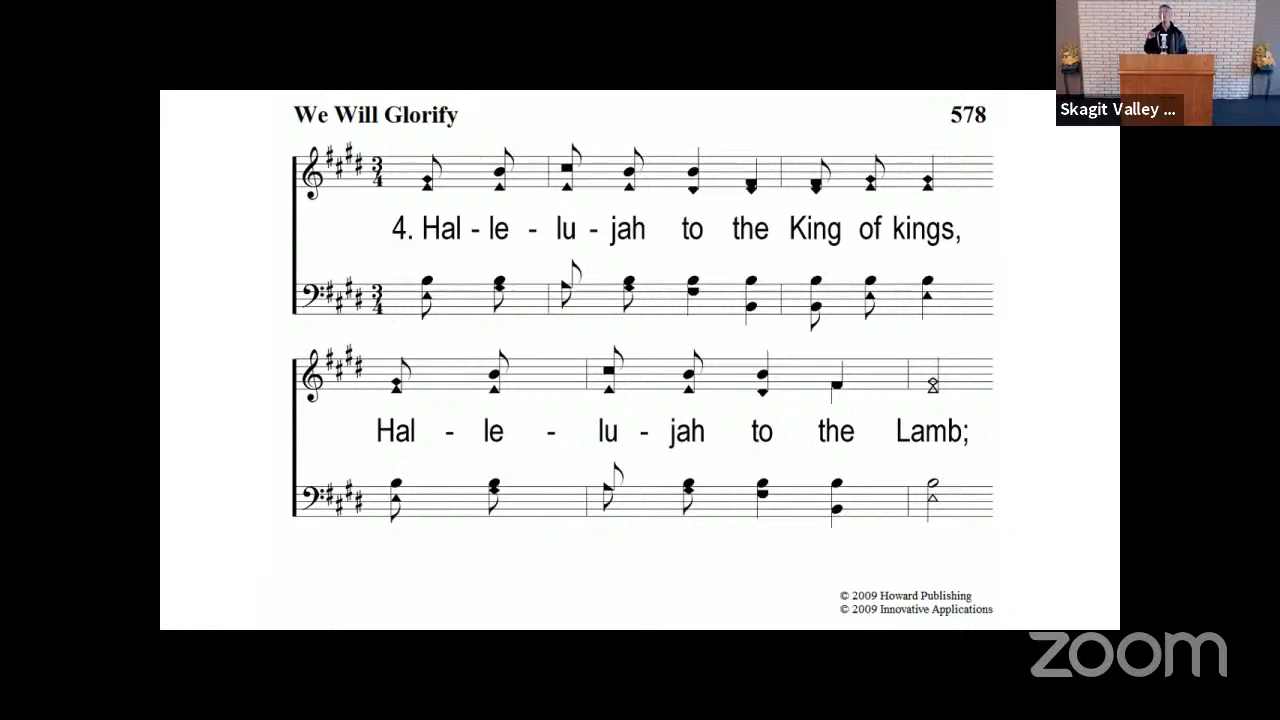 Skagit Valley ...
We Will Glorify 578
4. Hal - le - lu - jah to the King of kings,
Hal - le - lu - jah to the Lamb;
© 2009 Howard Publishing
© 2009 Innovative Applications
zoom